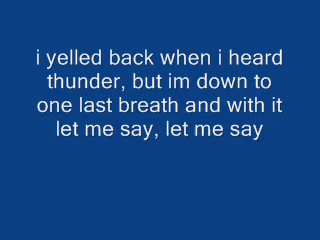 i yelled back when i heard
thunder, but im down to
one last breath and with it
let me say, let me say